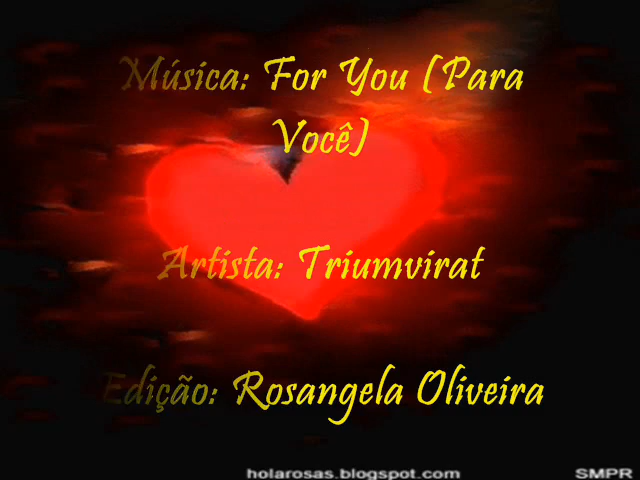 Música: For You (Para
Você)
Artista: Triumvirat
Edição: Rosangela Oliveira
holarosas.blogspot.com
SMPR